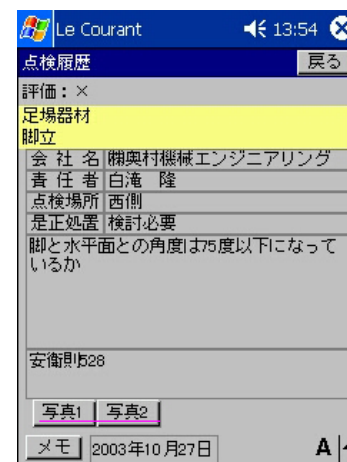 Le Courant 13:54
点検履歴 戻る
評価：×
足場器材
脚立
会社名 ㈱奥村機械エンジニアリング
責任者 白滝 隆
点検場所 西側
是正処置 検討必要
脚と水平面との角度は75度以下になって
いるか
安衛則528
写真1 写真2
メモ 2003年10月27日 A